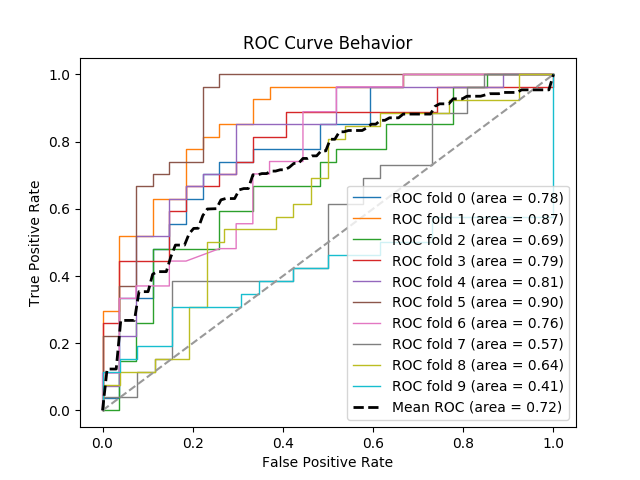 ROC Curve Behavior
True Positive Rate
1.0
0.8
0.6
0.4
0.2
0.0
ROC fold 0 (area = 0.78)
ROC fold 1 (area = 0.87)
ROC fold 2 (area = 0.69)
ROC fold 3 (area = 0.79)
ROC fold 4 (area = 0.81)
ROC fold 5 (area = 0.90)
ROC fold 6 (area = 0.76)
ROC fold 7 (area = 0.57)
ROC fold 8 (area = 0.64)
ROC fold 9 (area = 0.41)
Mean ROC (area = 0.72)
0.0 0.2 0.4 0.6 0.8 1.0
False Positive Rate